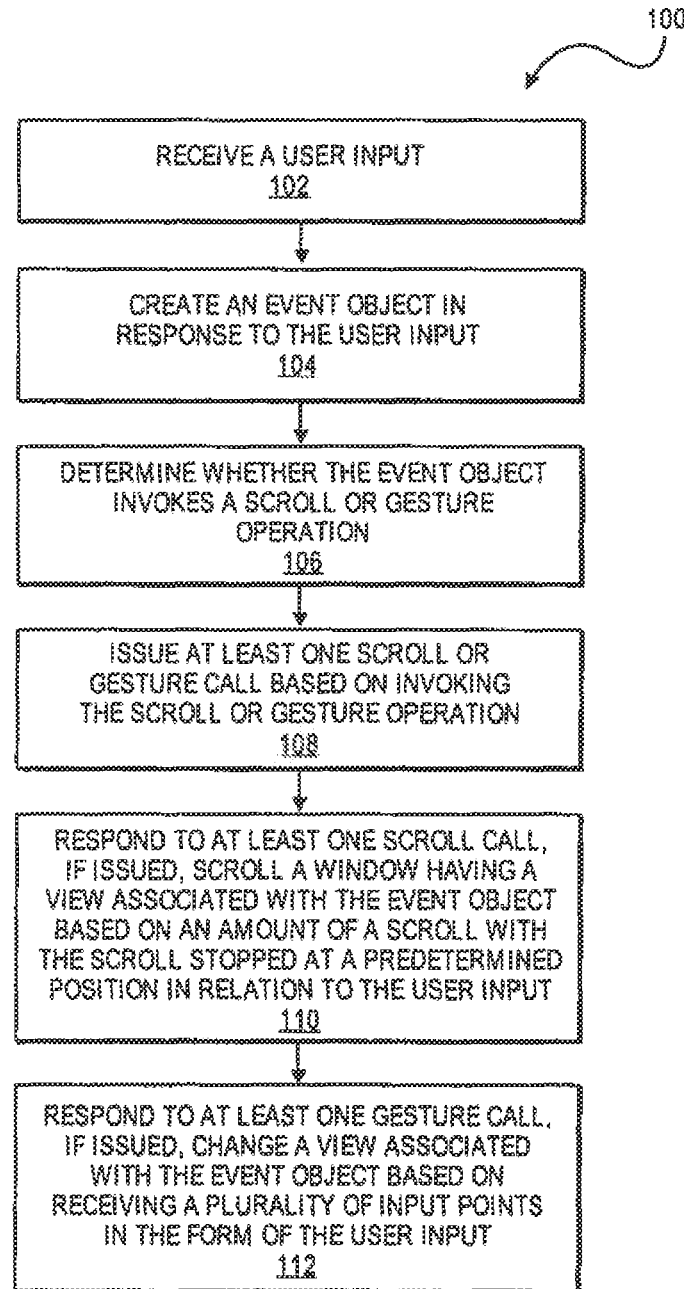 100
RECEIVE A USER INPUT
102
CREATE AN EVENT OBJECT IN
RESPONSE TO THE USER INPUT
104
DETERMINE WHETHER THE EVENT OBJECT
INVOKES A SCROLL OR GESTURE
OPERATION
106
ISSUE AT LEAST ONE SCROLL OR
GESTURE CALL BASED ON INVOKING
THE SCROLL OR GESTURE OPERATION
108
RESPOND TO AT LEAST ONE SCROLL CALL,
IF ISSUED, SCROLL A WINDOW HAVING A
VIEW ASSOCIATED WITH THE EVENT OBJECT
BASED ON AN AMOUNT OF A SCROLL WITH
THE SCROLL STOPPED AT A PREDETERMINED
POSITION IN RELATION TO THE USER INPUT
110
RESPOND TO AT LEAST ONE GESTURE CALL,
IF ISSUED, CHANGE A VIEW ASSOCIATED
WITH THE EVENT OBJECT BASED ON
RECEIVING A PLURALITY OF INPUT POINTS
IN THE FORM OF THE USER INPUT
112